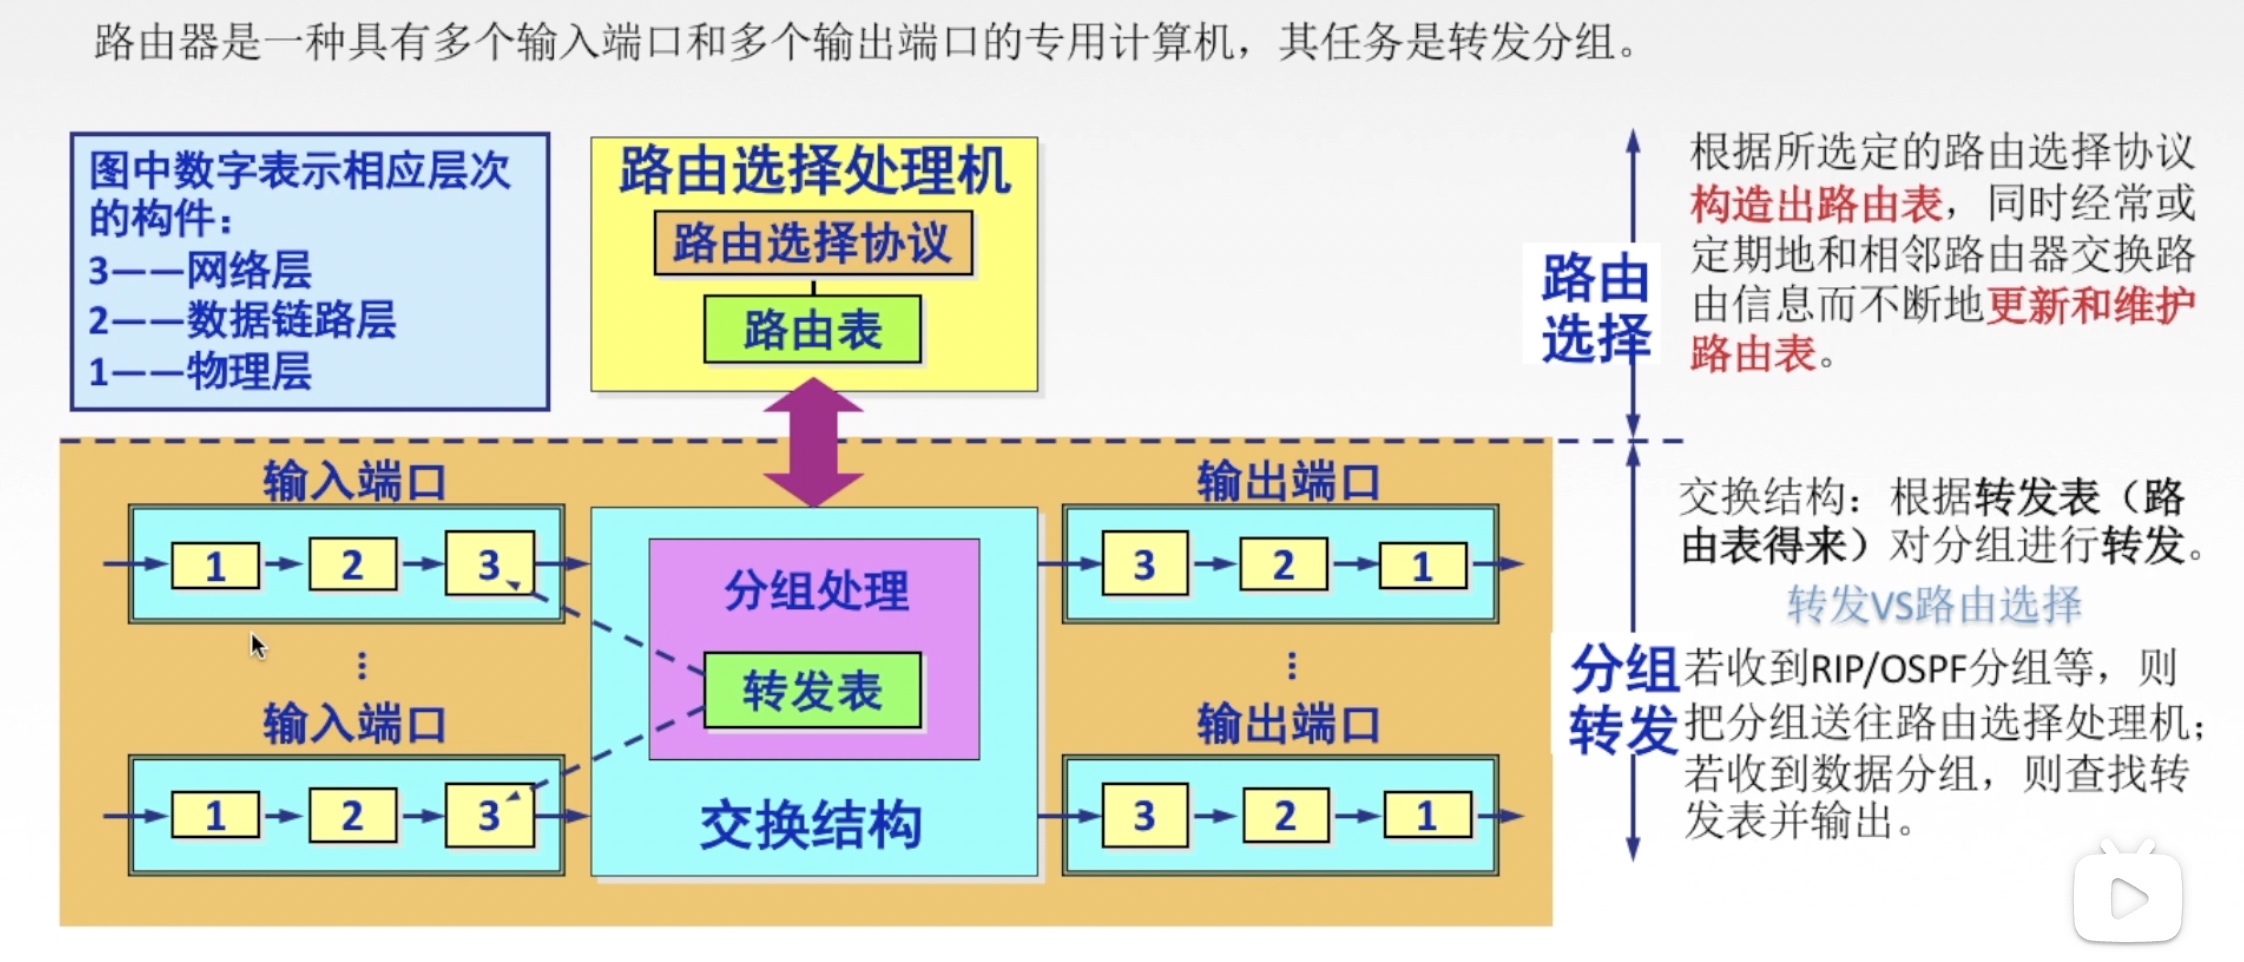 路由器是一种具有多个输入端口和多个输出端口的专用计算机，其任务是转发分组。
图中数字表示相应层次
的构件：
3——网络层
2——数据链路层
1——物理层
路由选择处理机
路由选择协议
路由表
路由
选择
根据所选定的路由选择协议
构造出路由表，同时经常或
定期地和相邻路由器交换路
由信息而不断地更新和维护
路由表。
输入端口
1
2
3
输入端口
1
2
3
分组处理
转发表
交换结构
输出端口
3
2
1
输出端口
3
2
1
交换结构：根据转发表（路
由表得来）对分组进行转发。
转发VS路由选择
分组
转发
若收到RIP/OSPF分组等，则
把分组送往路由选择处理机；
若收到数据分组，则查找转
发表并输出。